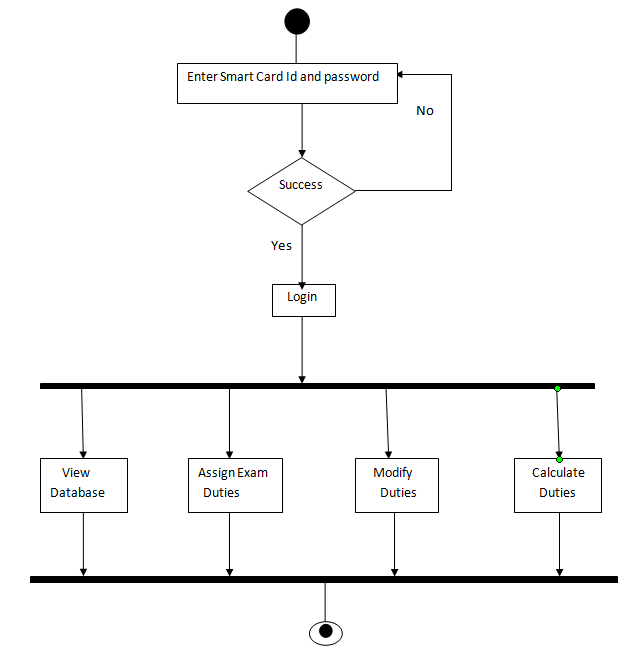 Enter Smart Card Id and password
No
Success
Yes
Login
View
Database
Assign Exam
Duties
Modify
Duties
Calculate
Duties